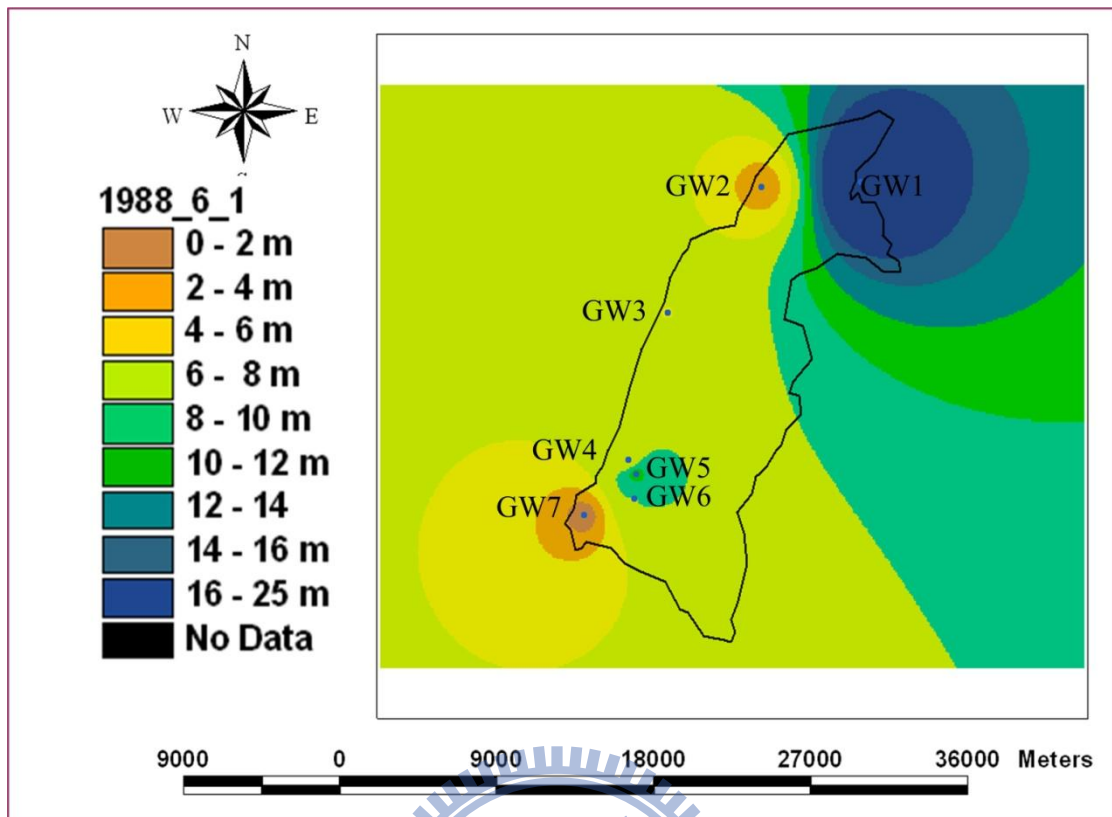 N
W
E
1988_6_1
0 - 2 m
2 - 4 m
4 - 6 m
6 - 8 m
8 - 10 m
10 - 12 m
12 - 14
14 - 16 m
16 - 25 m
No Data
GW1
GW2
GW3
GW4
GW5
GW6
GW7
9000 0 9000 18000 27000 36000 Meters